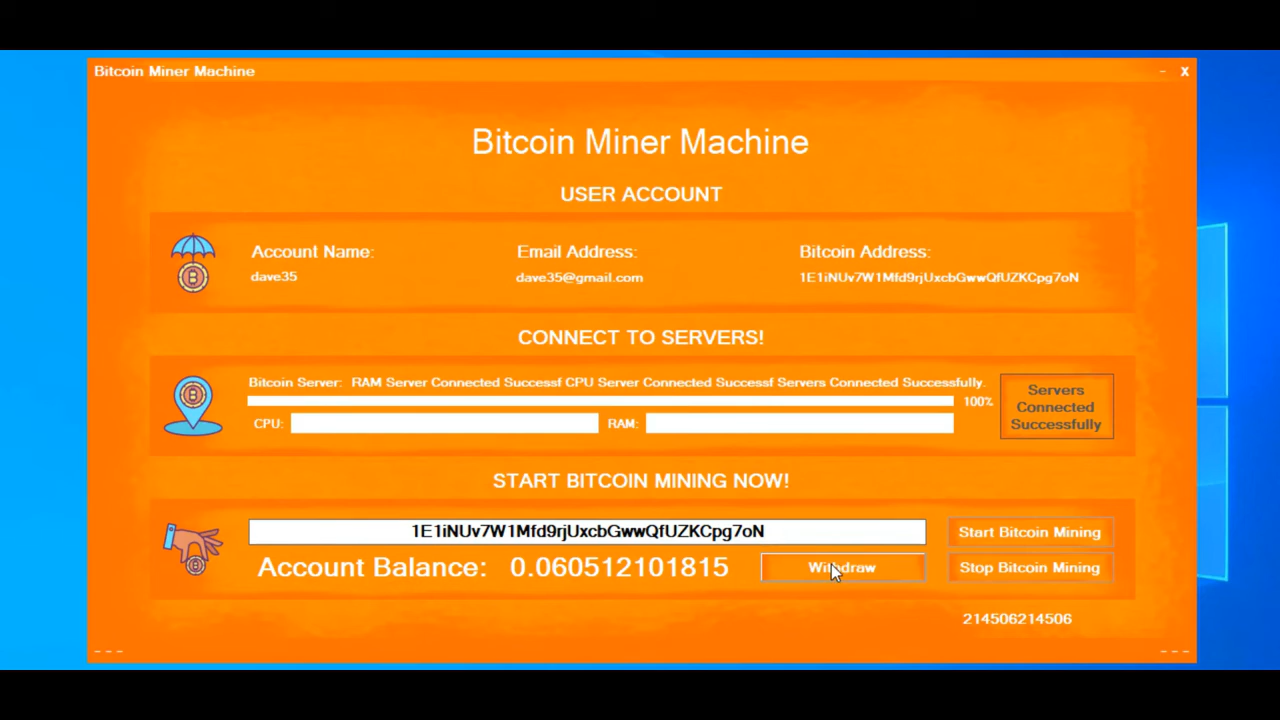 Bitcoin Miner Machine
- X
Bitcoin Miner Machine
USER ACCOUNT
Account Name: Email Address: Bitcoin Address:
dave35 dave35@gmail.com 1E1iNUv7W1Mfd9rjUxcbGwwQfUZKCpg7oN
CONNECT TO SERVERS!
Bitcoin Server: RAM Server Connected Successf CPU Server Connected Successf Servers Connected Successfully.
100%
CPU: RAM:
Servers
Connected
Successfully
START BITCOIN MINING NOW!
1E1iNUv7W1Mfd9rjUxcbGwwQfUZKCpg7oN Start Bitcoin Mining
Account Balance: 0.060512101815 Withdraw Stop Bitcoin Mining
214506214506
- - - - - -